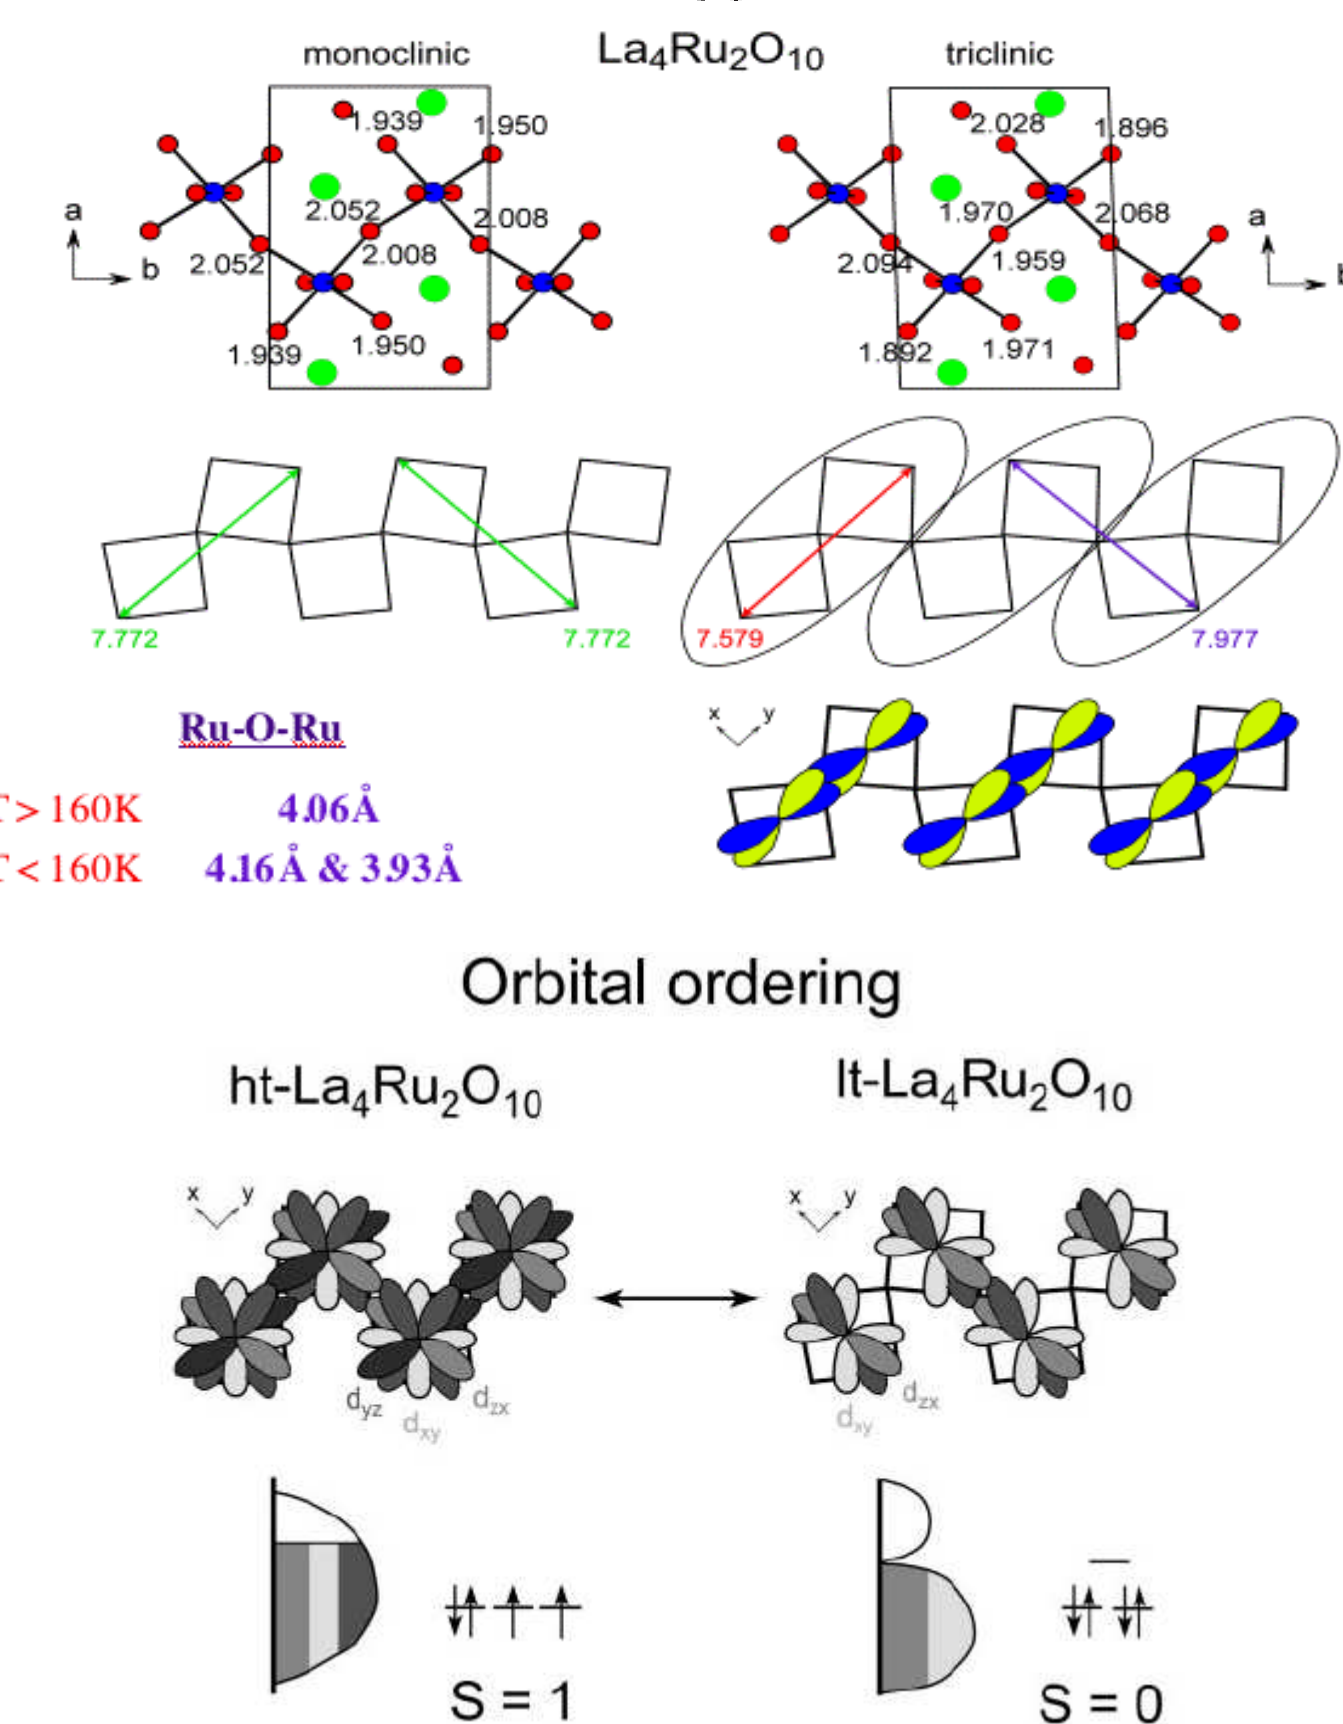 monoclinic La₄Ru₂O₁₀ triclinic
1.939 1.950 2.028 1.896
2.052 2.008 1.970 2.068
a a
2.052 2.008 2.094 1.959
b b
1.939 1.950 1.892 1.971
7.772 7.772 7.579 7.977
x y
Ru-O-Ru
T > 160K 4.06Å
T < 160K 4.16Å & 3.93Å
Orbital ordering
ht-La₄Ru₂O₁₀ lt-La₄Ru₂O₁₀
x y x y
dyz dxy dzx dxy dzx
S = 1 S = 0